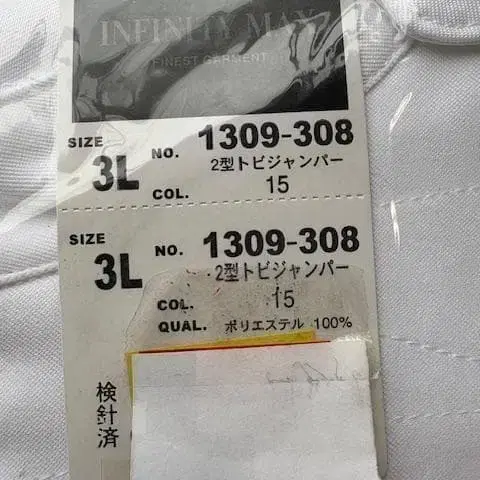 INFINITY MAX
FINEST GARMENT
SIZE 3L NO. 1309-308
2型トビジャンパー
COL. 15
SIZE 3L NO. 1309-308
2型トビジャンパー
COL. 15
QUAL. ポリエステル 100%
検針済